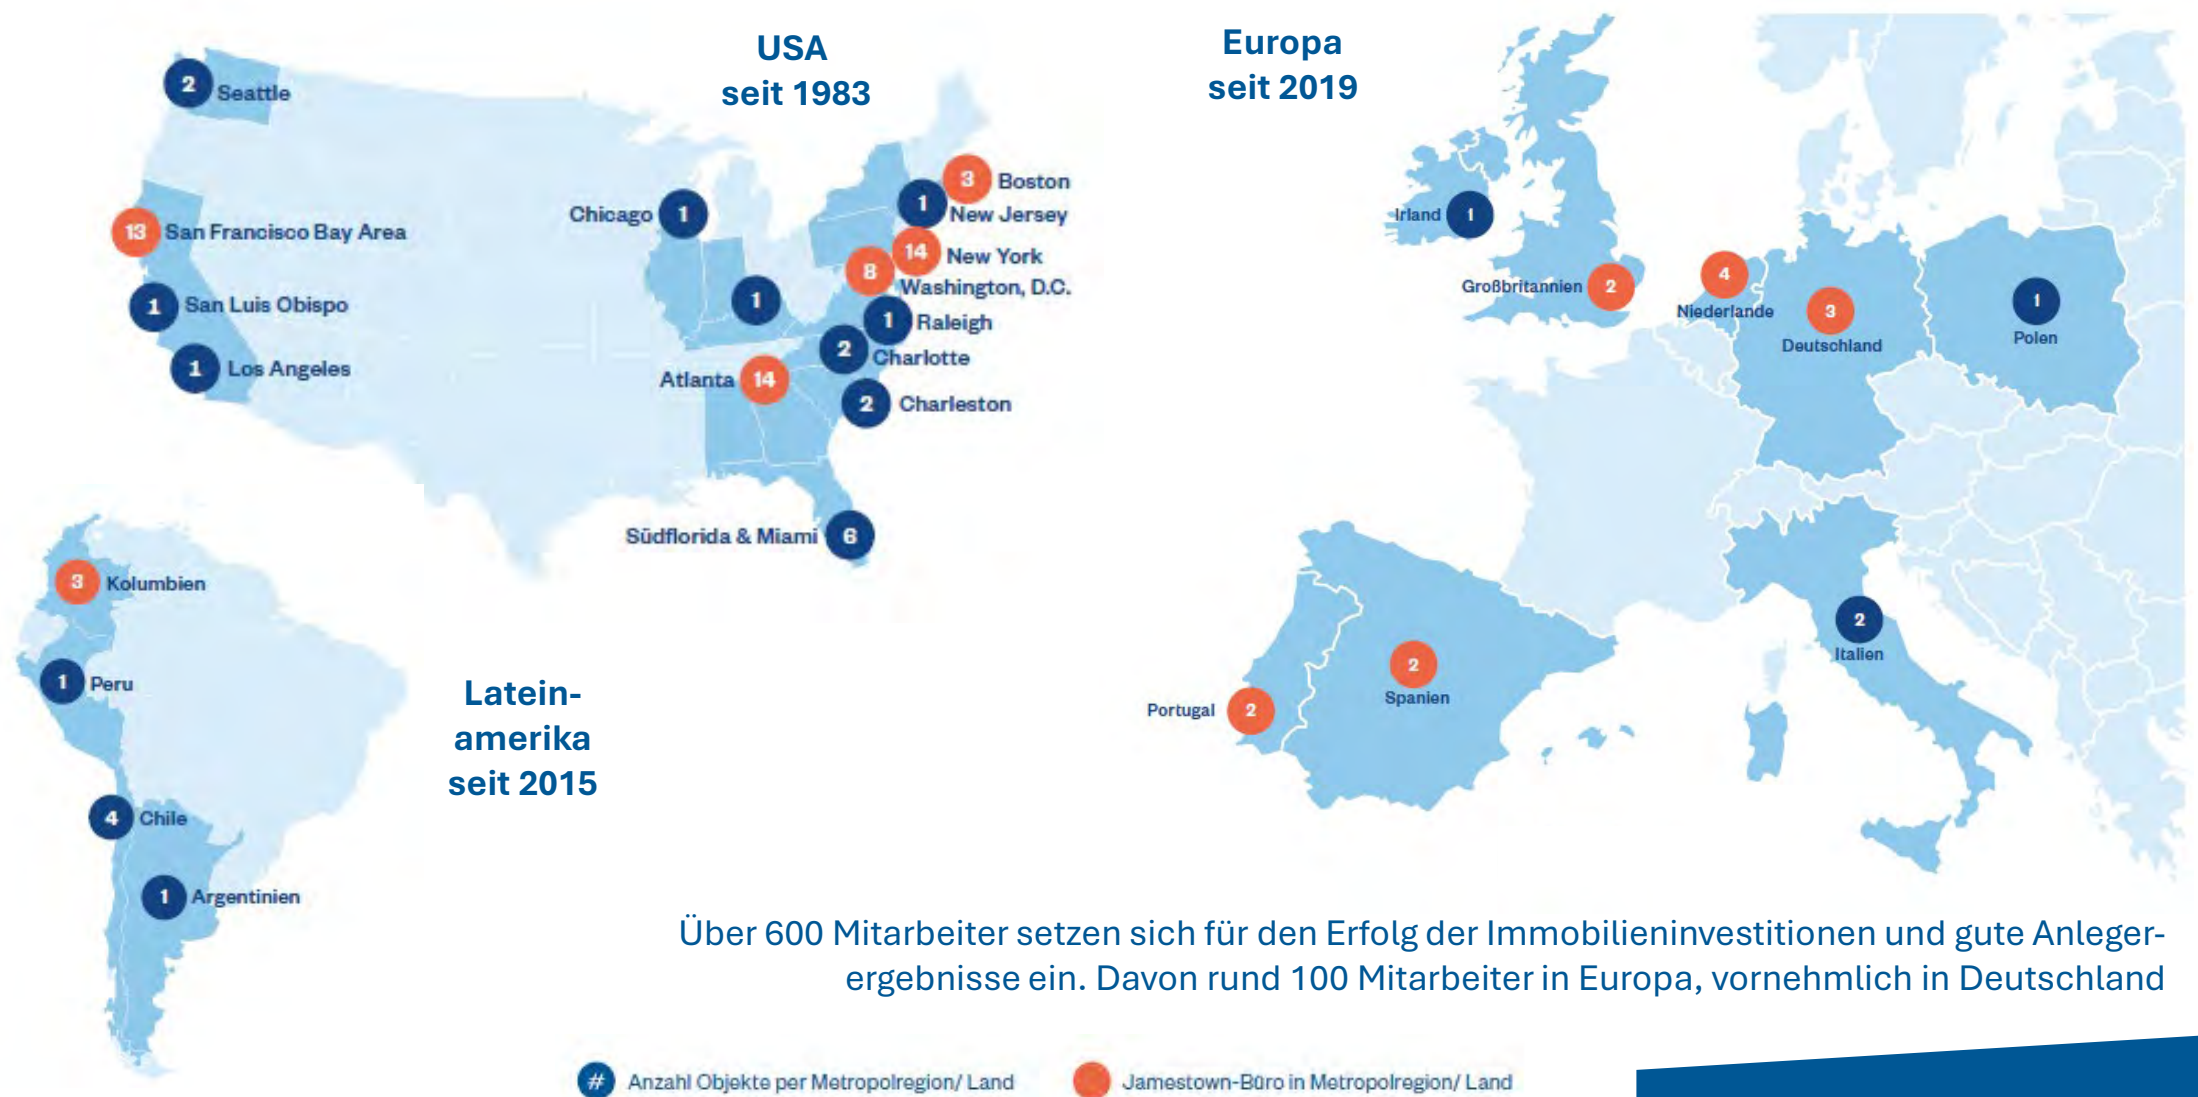 USA
seit 1983
2
Seattle
13
San Francisco Bay Area
1
San Luis Obispo
1
Los Angeles
Chicago
1
1
3
Boston
1
New Jersey
14
New York
8
Washington, D.C.
1
Raleigh
2
Charlotte
Atlanta
14
2
Charleston
Südflorida & Miami
6
Europa
seit 2019
Irland
1
Großbritannien
2
4
Niederlande
3
Deutschland
1
Polen
2
Italien
2
Spanien
Portugal
2
3
Kolumbien
1
Peru
4
Chile
1
Argentinien
Latein-
amerika
seit 2015
Über 600 Mitarbeiter setzen sich für den Erfolg der Immobilieninvestitionen und gute Anleger-
ergebnisse ein. Davon rund 100 Mitarbeiter in Europa, vornehmlich in Deutschland
# Anzahl Objekte per Metropolregion/ Land
Jamestown-Büro in Metropolregion/ Land